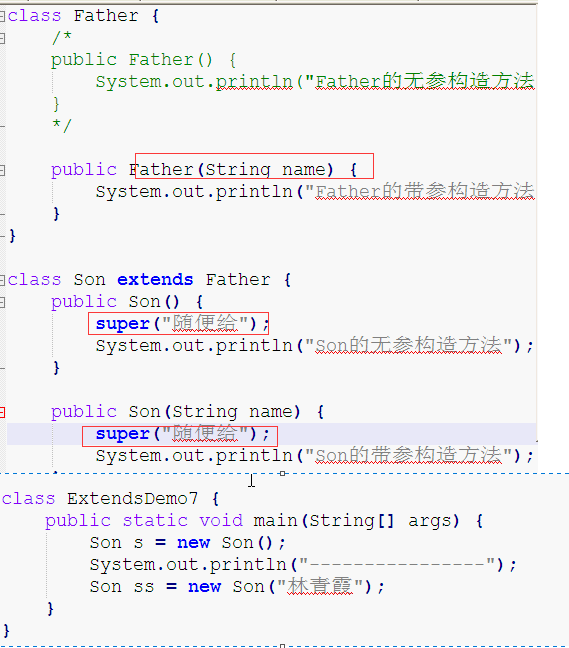 class Father {
/*
public Father() {
System.out.println("Father的无参构造方法
}
*/
public Father(String name) {
System.out.println("Father的带参构造方法
}
}
class Son extends Father {
public Son() {
super("随便给");
System.out.println("Son的无参构造方法");
}
public Son(String name) {
super("随便给");
System.out.println("Son的带参构造方法");
class ExtendsDemo7 {
public static void main(String[] args) {
Son s = new Son();
System.out.println("----------------");
Son ss = new Son("林青霞");
}
}